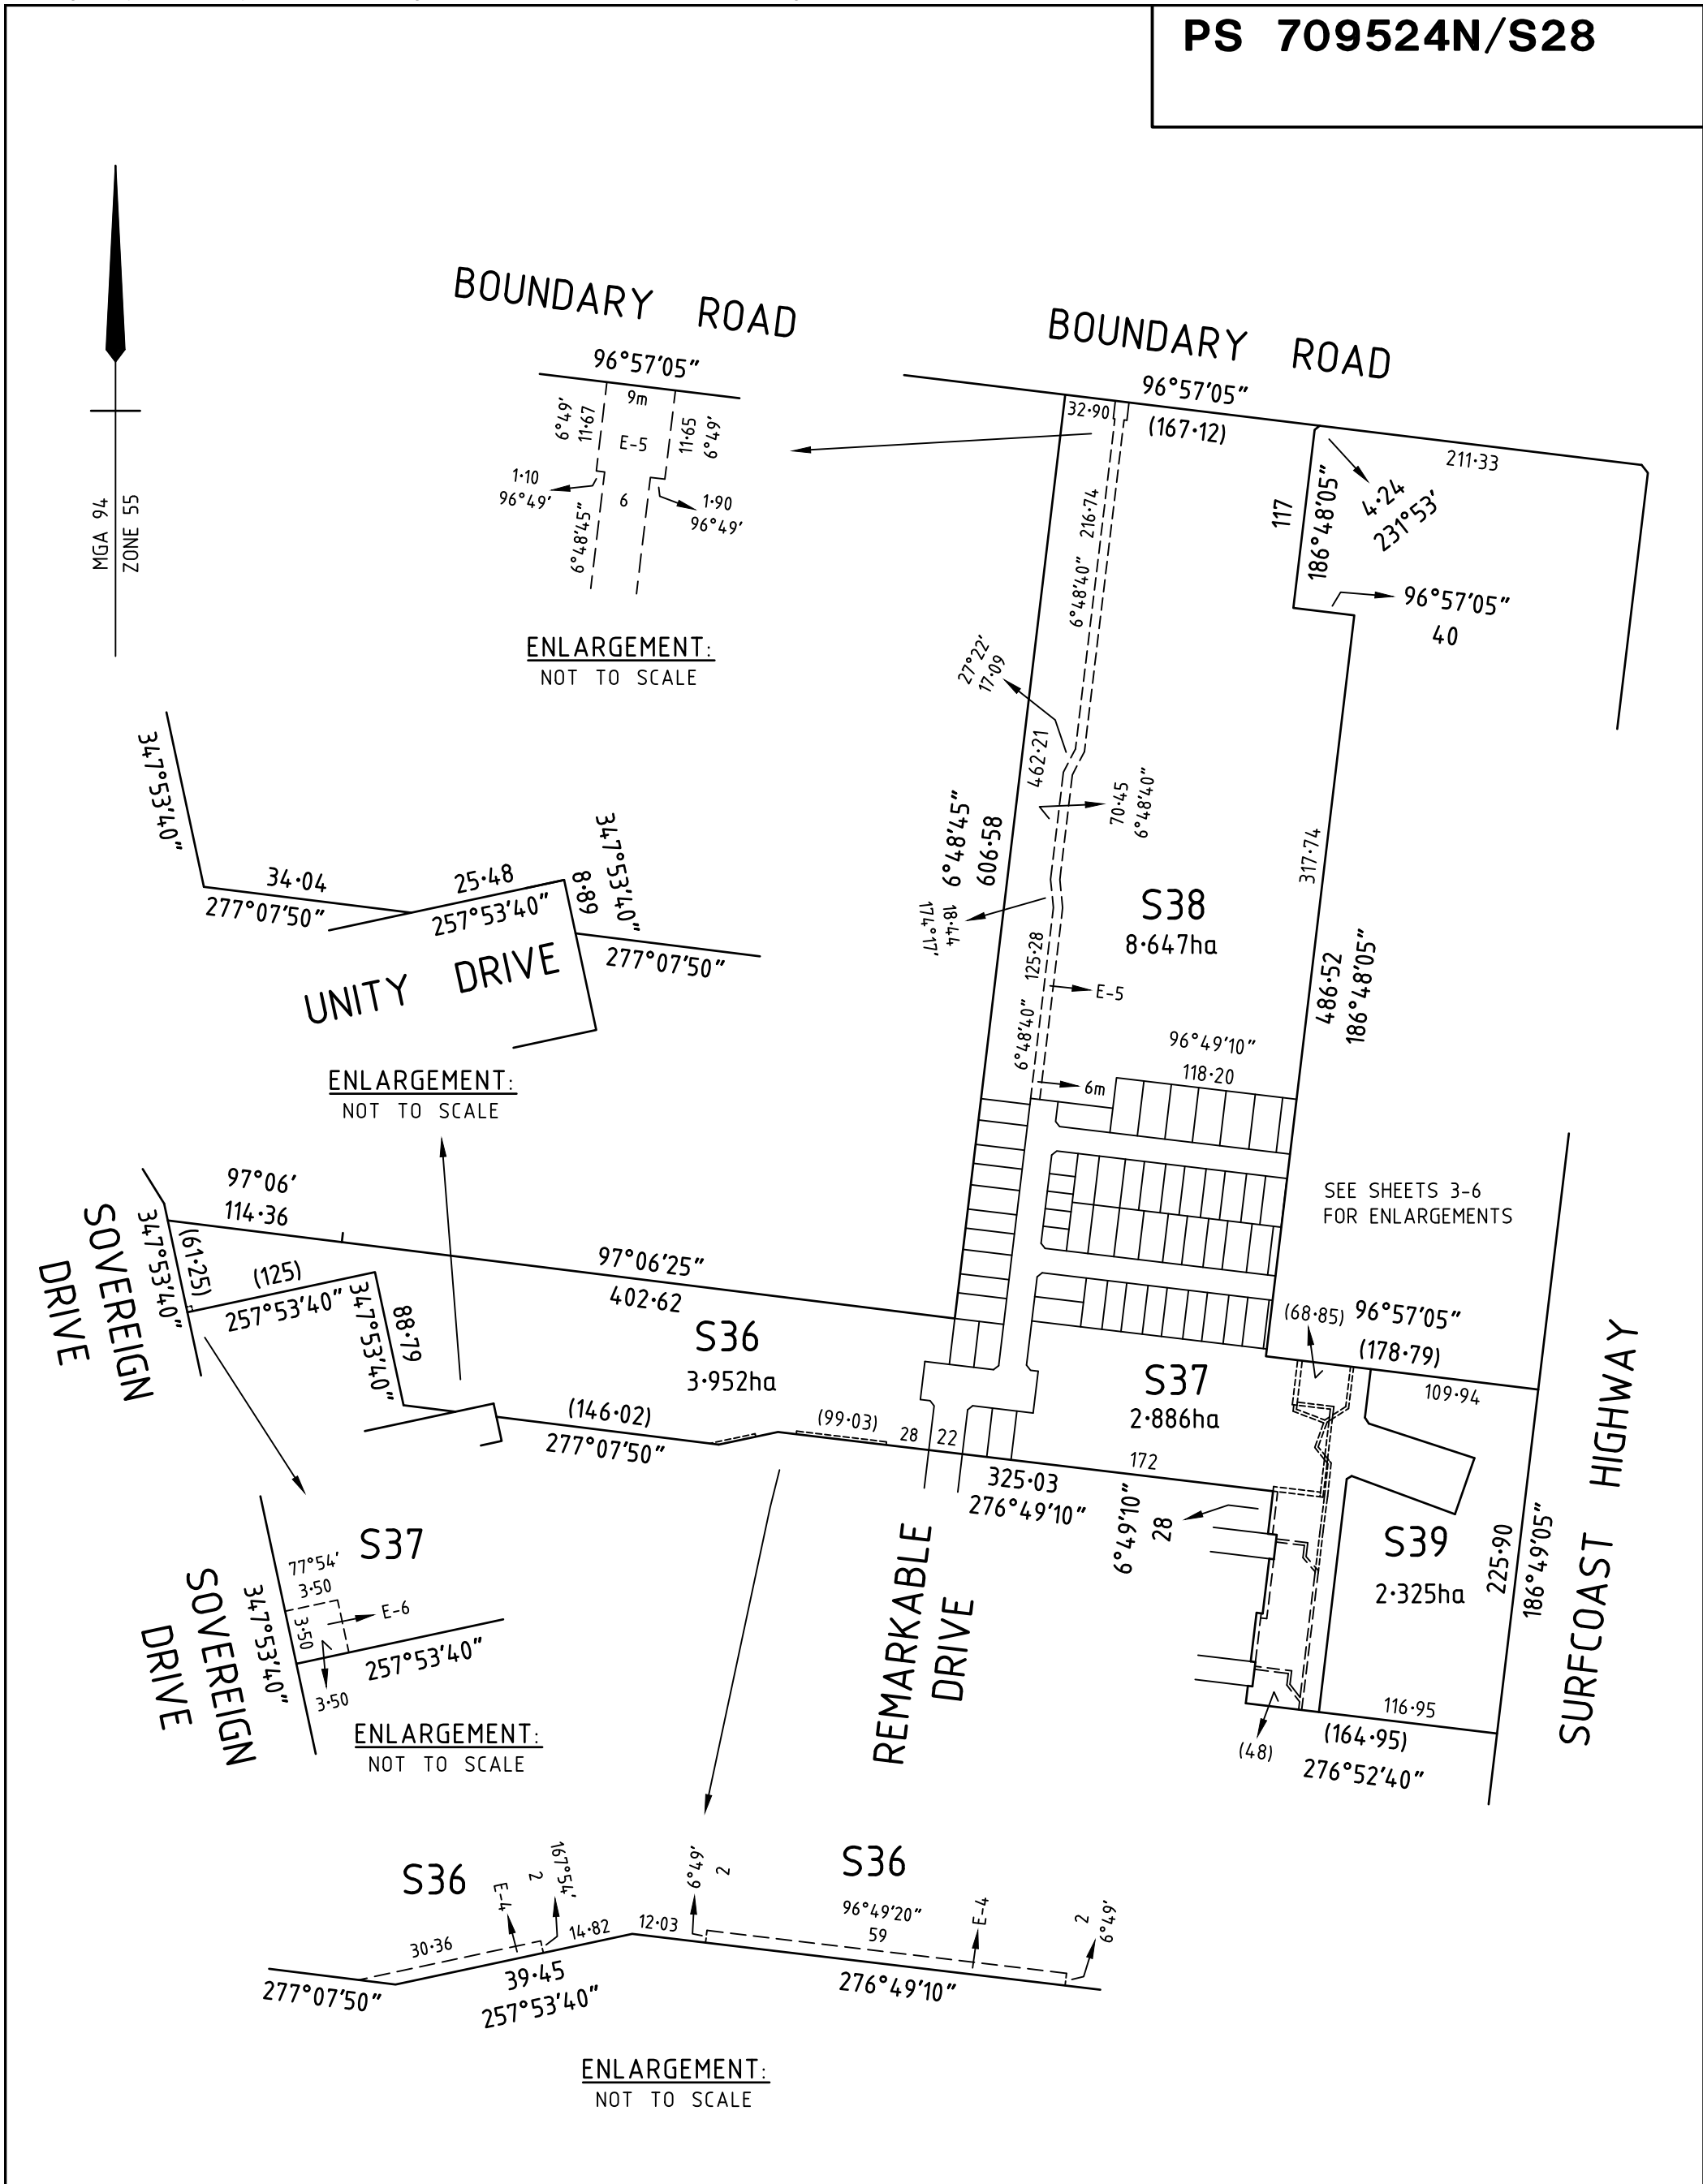 PS 709524N/S28
MGA 94
ZONE 55
BOUNDARY ROAD
96°57'05"
9m
6°49'
11·67
E-5
11·65
6°49'
1·10
96°49'
6
1·90
96°49'
6°48'45"
ENLARGEMENT:
NOT TO SCALE
BOUNDARY ROAD
96°57'05"
32·90
(167·12)
211·33
4·24
231°53'
117
186°48'05"
96°57'05"
40
216·74
6°48'40"
27°22'
17·09
462·21
70·45
6°48'40"
6°48'45"
606·58
317·74
S38
8·647ha
18·44
174°17'
125·28
E-5
6°48'40"
486·52
186°48'05"
96°49'10"
118·20
6m
347°53'40"
34·04
277°07'50"
25·48
257°53'40"
8·89
347°53'40"
277°07'50"
UNITY DRIVE
ENLARGEMENT:
NOT TO SCALE
SEE SHEETS 3-6
FOR ENLARGEMENTS
97°06'
114·36
SOVEREIGN
DRIVE
347°53'40"
(61·25)
(125)
257°53'40"
347°53'40"
88·79
97°06'25"
402·62
S36
3·952ha
(146·02)
277°07'50"
(99·03)
28
22
325·03
276°49'10"
172
S37
2·886ha
(68·85)
96°57'05"
(178·79)
109·94
6°49'10"
28
S39
2·325ha
225·90
186°49'05"
SURFCOAST HIGHWAY
116·95
(164·95)
276°52'40"
(48)
REMARKABLE
DRIVE
S37
77°54'
3·50
3·50
E-6
3·50
347°53'40"
257°53'40"
SOVEREIGN
DRIVE
ENLARGEMENT:
NOT TO SCALE
S36
E-4
2
167°54'
30·36
14·82
12·03
277°07'50"
39·45
257°53'40"
6°49'
2
S36
96°49'20"
59
E-4
2
6°49'
276°49'10"
ENLARGEMENT:
NOT TO SCALE